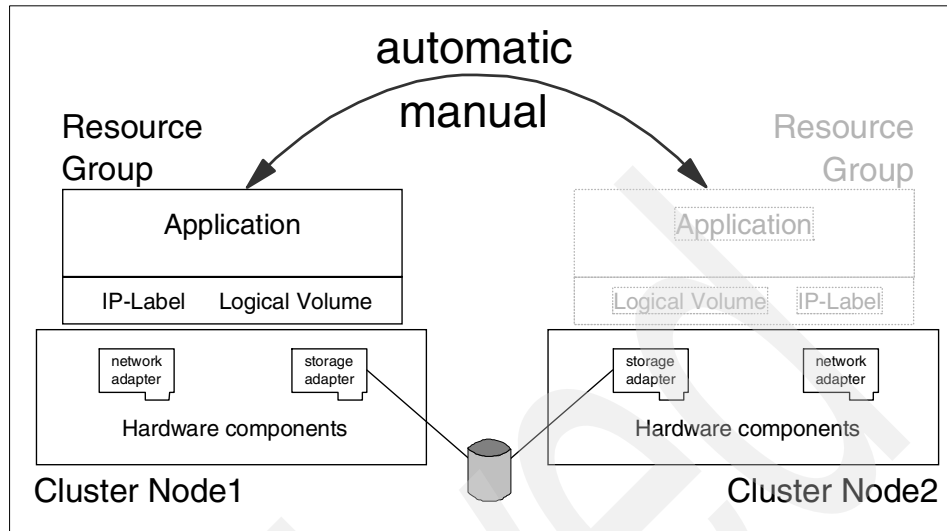 automatic
manual
Resource
Group
Application
IP-Label Logical Volume
network
adapter
storage
adapter
Hardware components
Cluster Node1
Resource
Group
Application
Logical Volume IP-Label
storage
adapter
network
adapter
Hardware components
Cluster Node2